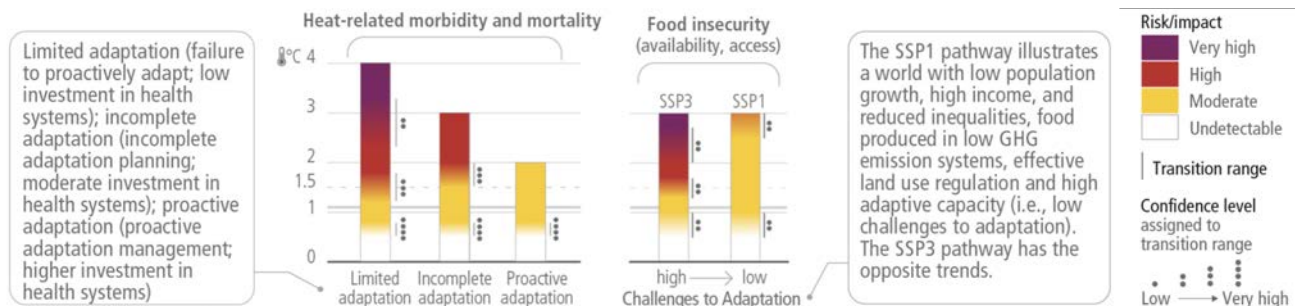 Heat-related morbidity and mortality
Food insecurity
(availability, access)
Limited adaptation (failure
to proactively adapt; low
investment in health
systems); incomplete
adaptation (incomplete
adaptation planning;
moderate investment in
health systems); proactive
adaptation (proactive
adaptation management;
higher investment in
health systems)
°C 4
3
2
1.5
1
0
Limited
adaptation
Incomplete
adaptation
Proactive
adaptation
SSP3
SSP1
high
low
Challenges to Adaptation
The SSP1 pathway illustrates
a world with low population
growth, high income, and
reduced inequalities, food
produced in low GHG
emission systems, effective
land use regulation and high
adaptive capacity (i.e., low
challenges to adaptation).
The SSP3 pathway has the
opposite trends.
Risk/impact
Very high
High
Moderate
Undetectable
Transition range
Confidence level
assigned to
transition range
Low
Very high